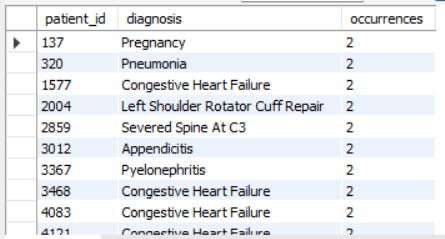 patient_id diagnosis occurrences
137 Pregnancy 2
320 Pneumonia 2
1577 Congestive Heart Failure 2
2004 Left Shoulder Rotator Cuff Repair 2
2859 Severed Spine At C3 2
3012 Appendicitis 2
3367 Pyelonephritis 2
3468 Congestive Heart Failure 2
4083 Congestive Heart Failure 2
4121 Congestive Heart Failure 2